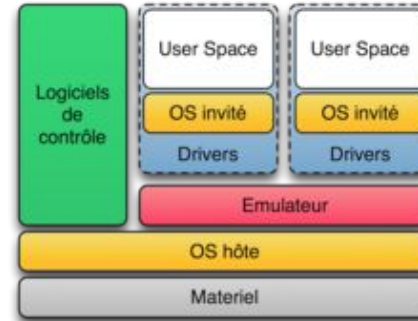 Logiciels
de
contrôle
User Space
OS invité
Drivers
User Space
OS invité
Drivers
Emulateur
OS hôte
Materiel